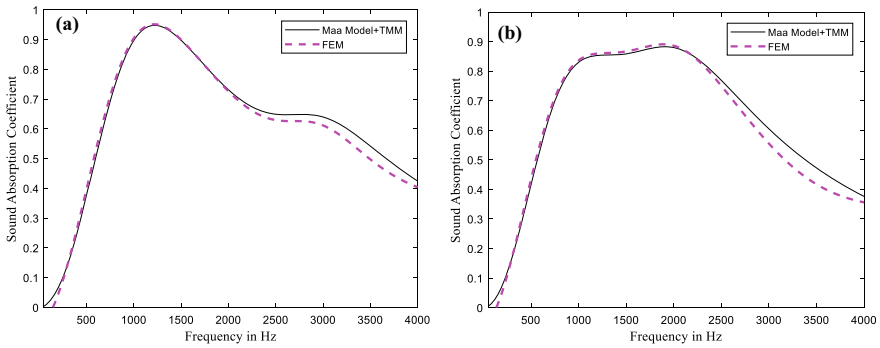 (a)
Maa Model+TMM
FEM
Sound Absorption Coefficient
1
0.9
0.8
0.7
0.6
0.5
0.4
0.3
0.2
0.1
0
500 1000 1500 2000 2500 3000 3500 4000
Frequency in Hz
(b)
Maa Model+TMM
FEM
Sound Absorption Coefficient
1
0.9
0.8
0.7
0.6
0.5
0.4
0.3
0.2
0.1
0
500 1000 1500 2000 2500 3000 3500 4000
Frequency in Hz